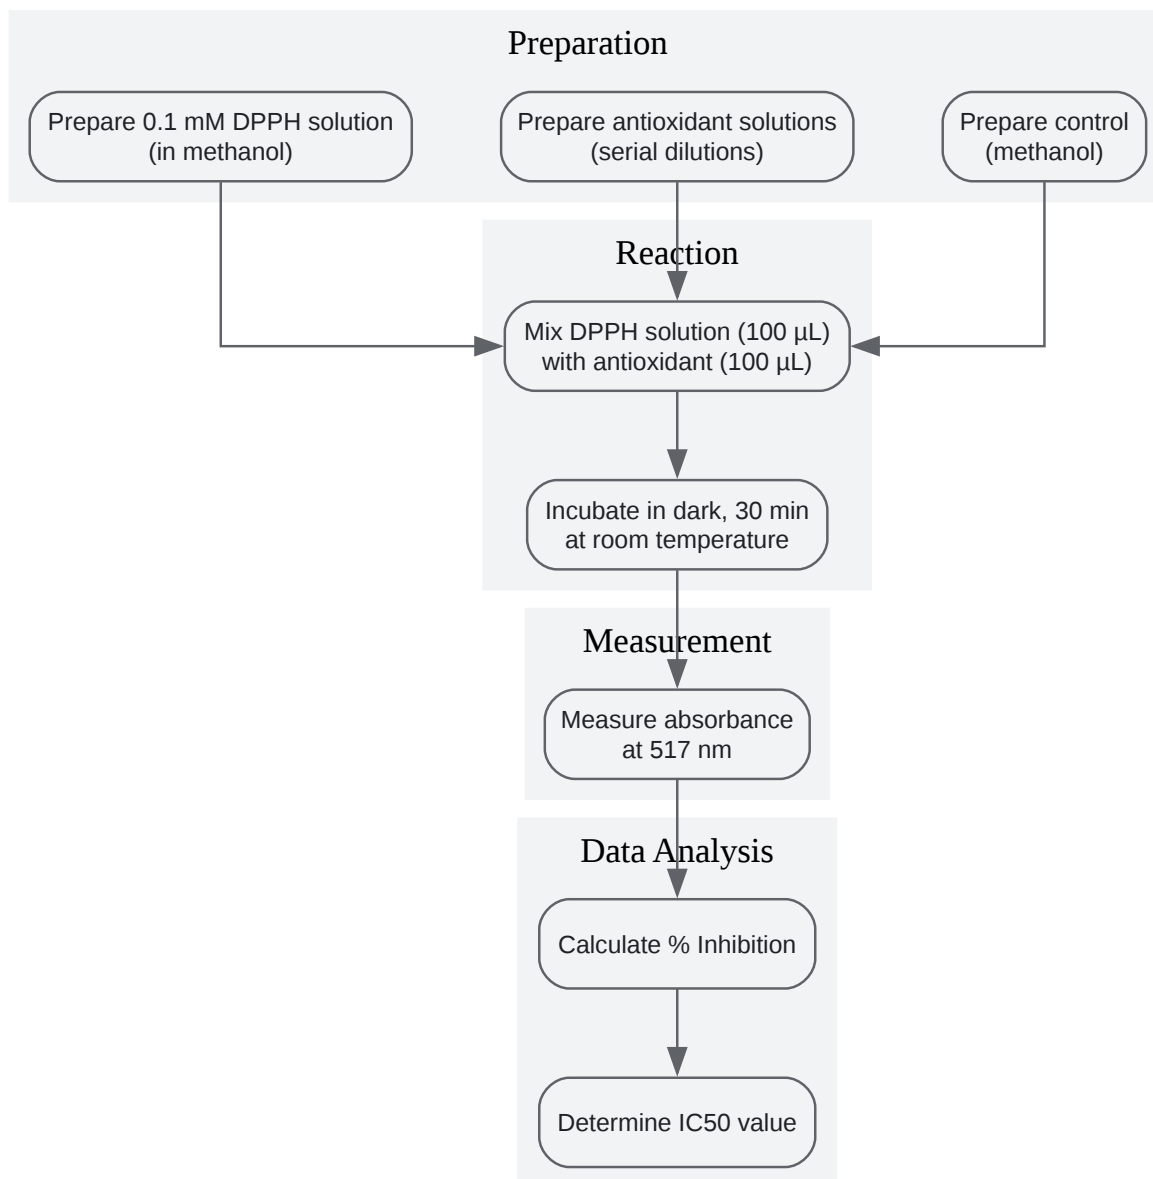 Preparation
Prepare 0.1 mM DPPH solution
(in methanol)
Prepare antioxidant solutions
(serial dilutions)
Prepare control
(methanol)
Reaction
Mix DPPH solution (100 µL)
with antioxidant (100 µL)
Incubate in dark, 30 min
at room temperature
Measurement
Measure absorbance
at 517 nm
Data Analysis
Calculate % Inhibition
Determine IC50 value